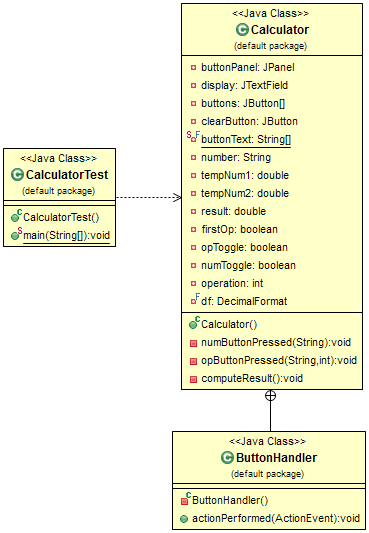 <<Java Class>>
Calculator
(default package)
buttonPanel: JPanel
display: JTextField
buttons: JButton[]
clearButton: JButton
S F buttonText: String[]
number: String
tempNum1: double
tempNum2: double
result: double
firstOp: boolean
opToggle: boolean
numToggle: boolean
operation: int
F df: DecimalFormat
C Calculator()
numButtonPressed(String):void
opButtonPressed(String,int):void
computeResult():void
<<Java Class>>
CalculatorTest
(default package)
C CalculatorTest()
S main(String[]):void
<<Java Class>>
ButtonHandler
(default package)
C ButtonHandler()
actionPerformed(ActionEvent):void